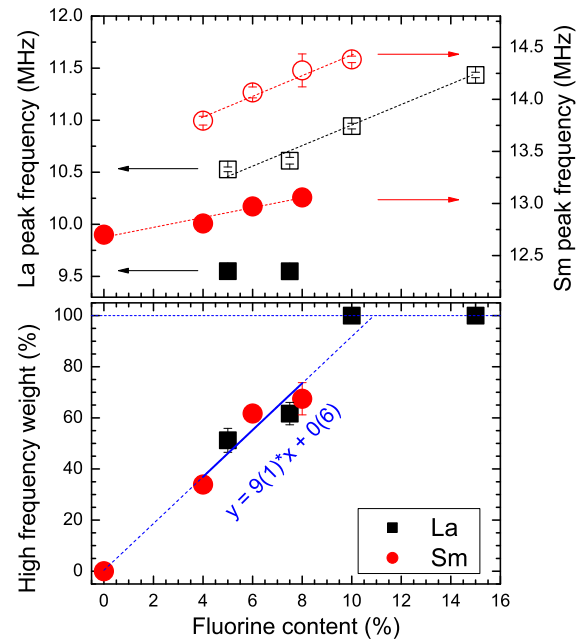 12.0
11.5
11.0
10.5
10.0
9.5
La peak frequency (MHz)
14.5
14.0
13.5
13.0
12.5
Sm peak frequency (MHz)
100
80
60
40
20
0
High frequency weight (%)
y = 9(1)*x + 0(6)
La
Sm
0 2 4 6 8 10 12 14 16
Fluorine content (%)